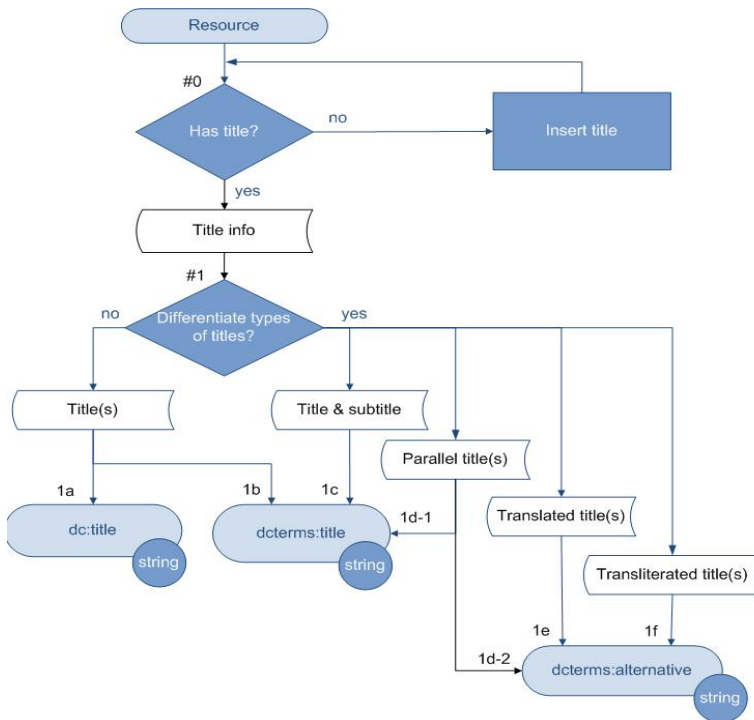 Resource
#0
Has title?
no
Insert title
yes
Title info
#1
no
Differentiate types
of titles?
yes
Title(s)
Title & subtitle
Parallel title(s)
1a
1b
1c
1d-1
Translated title(s)
dc:title
dcterms:title
string
string
Transliterated title(s)
1e
1f
1d-2
dcterms:alternative
string